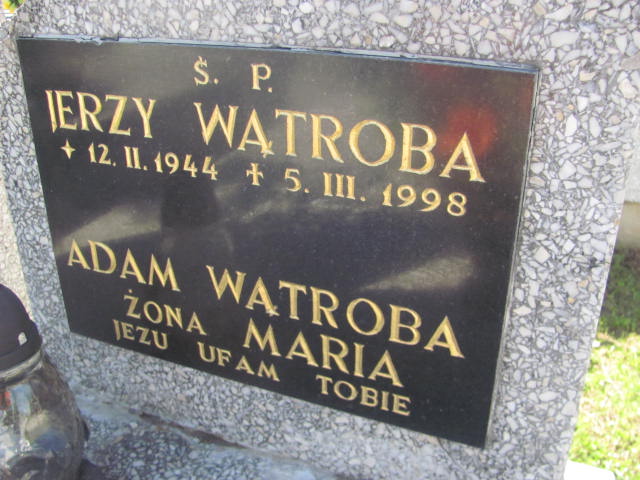 Ś. P.
JERZY WĄTROBA
✦ 12. II. 1944 ✝ 5. III. 1998
ADAM WĄTROBA
ŻONA MARIA
JEZU UFAM TOBIE